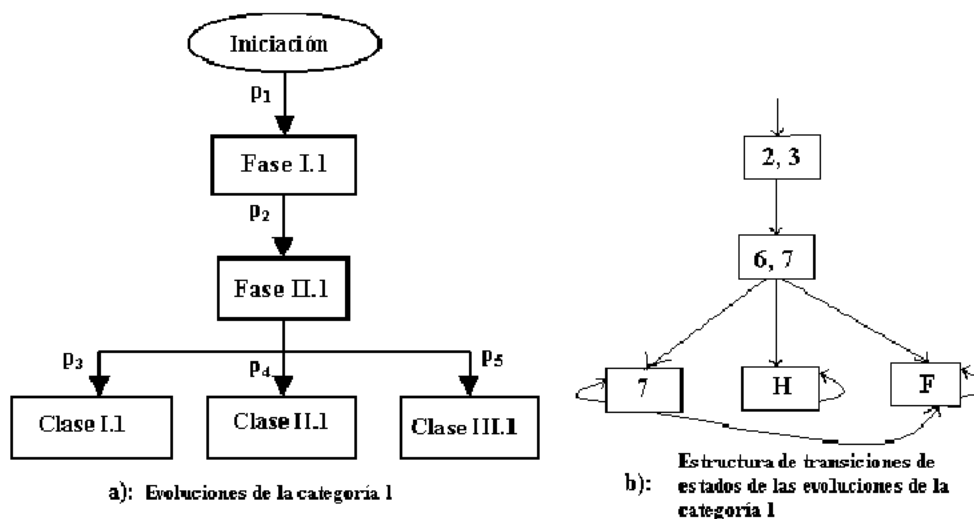 Iniciación
p1
Fase I.1
p2
Fase II.1
p3
p4
p5
Clase I.1
Clase II.1
Clase III.1
a): Evoluciones de la categoría 1
2, 3
6, 7
7
H
F
b): Estructura de transiciones de
estados de las evoluciones de la
categoría 1